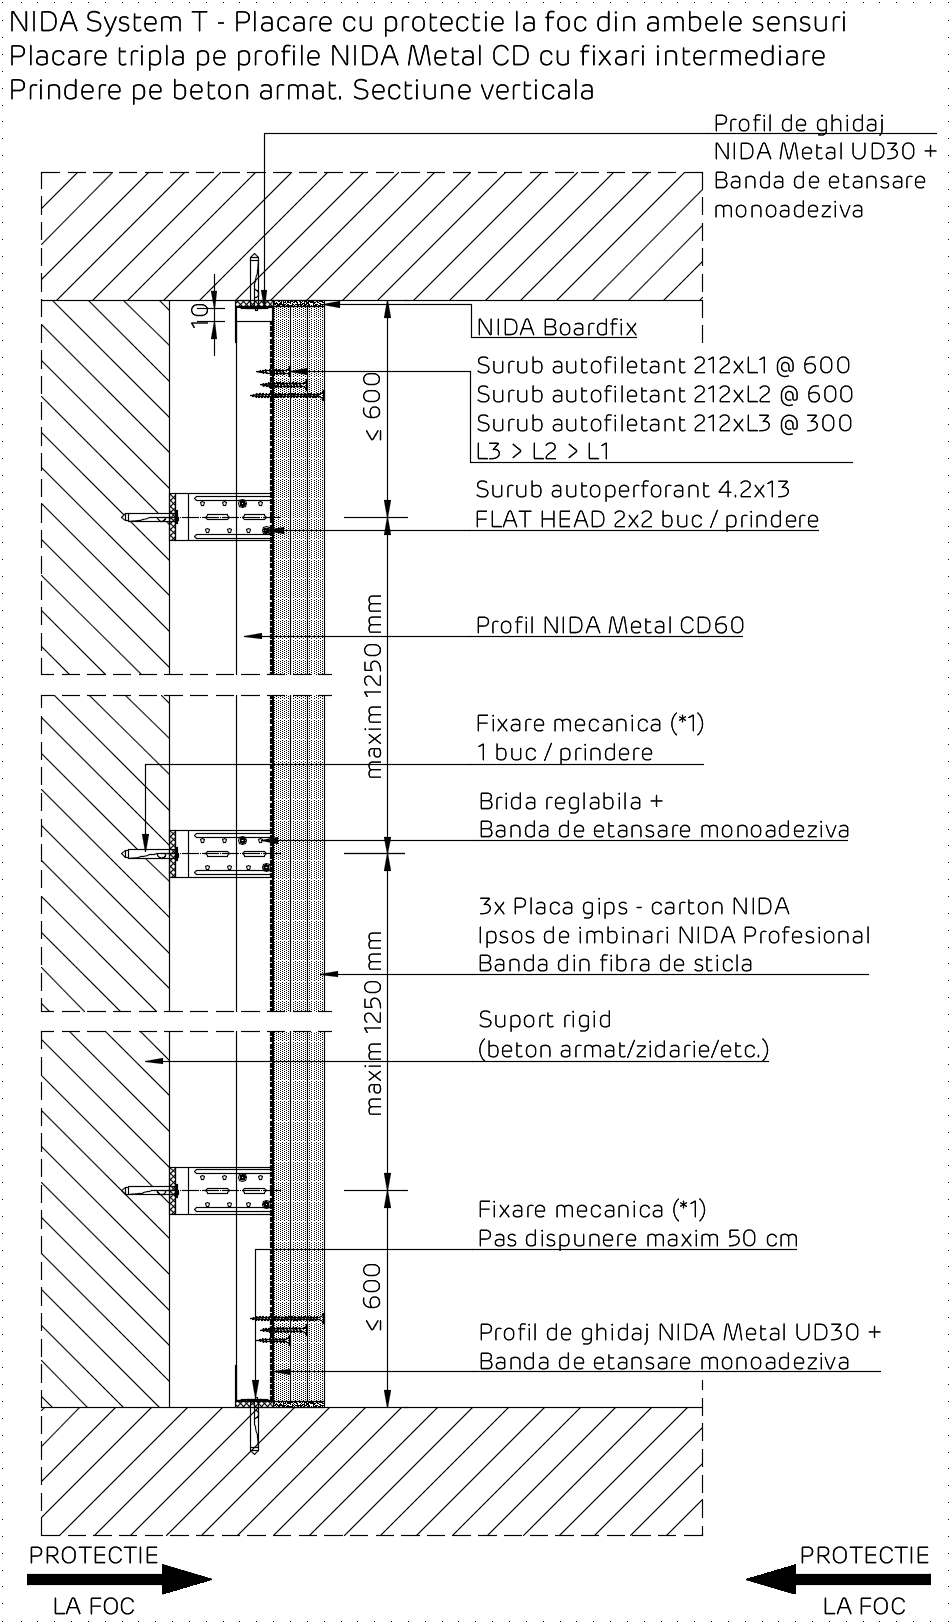 NIDA System T - Placare cu protectie la foc din ambele sensuri
Placare tripla pe profile NIDA Metal CD cu fixari intermediare
Prindere pe beton armat. Sectiune verticala
Profil de ghidaj
NIDA Metal UD30 +
Banda de etansare
monoadeziva
10
NIDA Boardfix
Surub autofiletant 212xL1 @ 600
Surub autofiletant 212xL2 @ 600
Surub autofiletant 212xL3 @ 300
L3 > L2 > L1
≤ 600
Surub autoperforant 4.2x13
FLAT HEAD 2x2 buc / prindere
Profil NIDA Metal CD60
maxim 1250 mm
Fixare mecanica (*1)
1 buc / prindere
Brida reglabila +
Banda de etansare monoadeziva
3x Placa gips - carton NIDA
Ipsos de imbinari NIDA Profesional
Banda din fibra de sticla
maxim 1250 mm
Suport rigid
(beton armat/zidarie/etc.)
Fixare mecanica (*1)
Pas dispunere maxim 50 cm
≤ 600
Profil de ghidaj NIDA Metal UD30 +
Banda de etansare monoadeziva
PROTECTIE
LA FOC
PROTECTIE
LA FOC